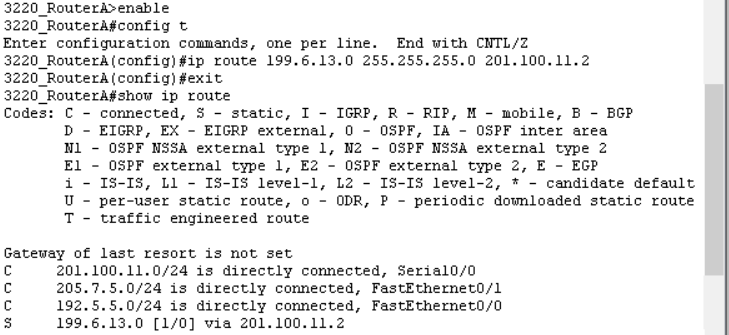 3220_RouterA>enable
3220_RouterA#config t
Enter configuration commands, one per line.  End with CNTL/Z
3220_RouterA(config)#ip route 199.6.13.0 255.255.255.0 201.100.11.2
3220_RouterA(config)#exit
3220_RouterA#show ip route
Codes: C - connected, S - static, I - IGRP, R - RIP, M - mobile, B - BGP
       D - EIGRP, EX - EIGRP external, O - OSPF, IA - OSPF inter area
       N1 - OSPF NSSA external type 1, N2 - OSPF NSSA external type 2
       E1 - OSPF external type 1, E2 - OSPF external type 2, E - EGP
       i - IS-IS, L1 - IS-IS level-1, L2 - IS-IS level-2, * - candidate default
       U - per-user static route, o - ODR, P - periodic downloaded static route
       T - traffic engineered route

Gateway of last resort is not set
C     201.100.11.0/24 is directly connected, Serial0/0
C     205.7.5.0/24 is directly connected, FastEthernet0/1
C     192.5.5.0/24 is directly connected, FastEthernet0/0
S     199.6.13.0 [1/0] via 201.100.11.2